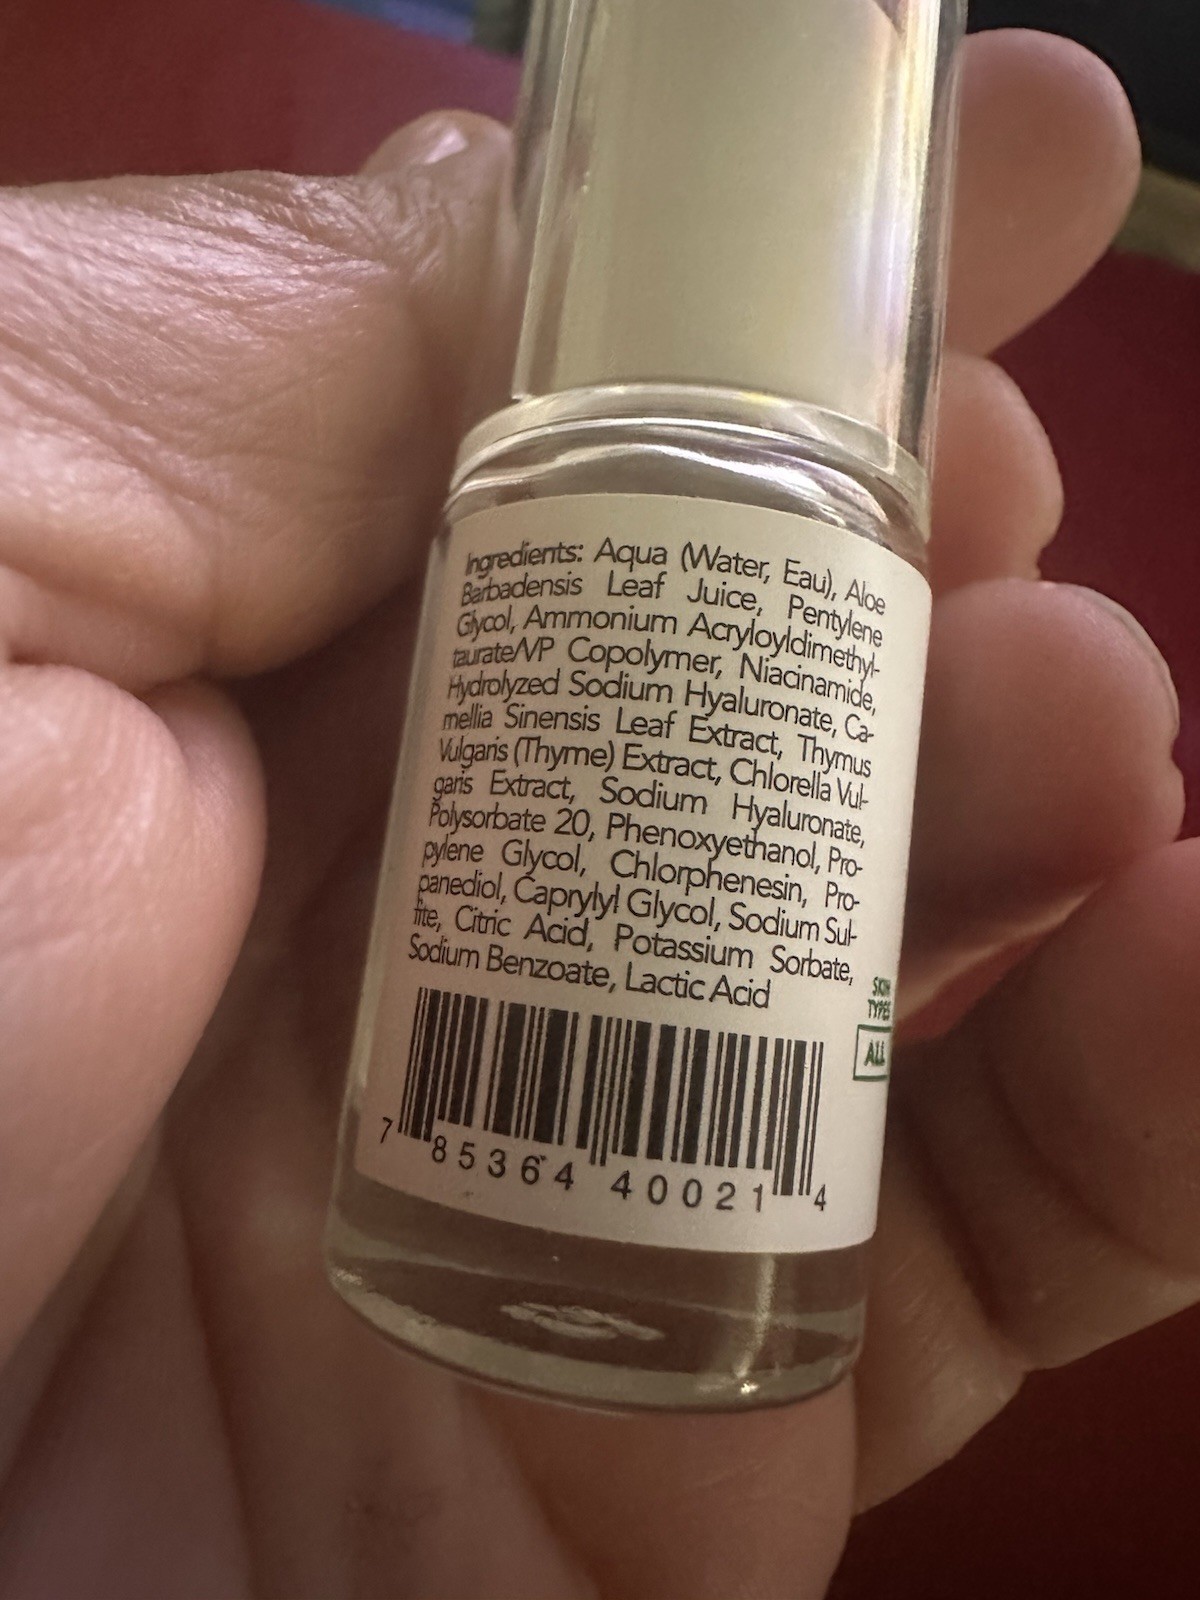 Ingredients: Aqua (Water, Eau), Aloe
Barbadensis Leaf Juice, Pentylene
Glycol, Ammonium Acryloyldimethyl-
taurate/VP Copolymer, Niacinamide,
Hydrolyzed Sodium Hyaluronate, Ca-
mellia Sinensis Leaf Extract, Thymus
Vulgaris (Thyme) Extract, Chlorella Vul-
garis Extract, Sodium Hyaluronate,
Polysorbate 20, Phenoxyethanol, Pro-
pylene Glycol, Chlorphenesin, Pro-
panediol, Caprylyl Glycol, Sodium Sul-
fite, Citric Acid, Potassium Sorbate,
Sodium Benzoate, Lactic Acid
SKIN
TYPES
ALL
7 85364 40021 4